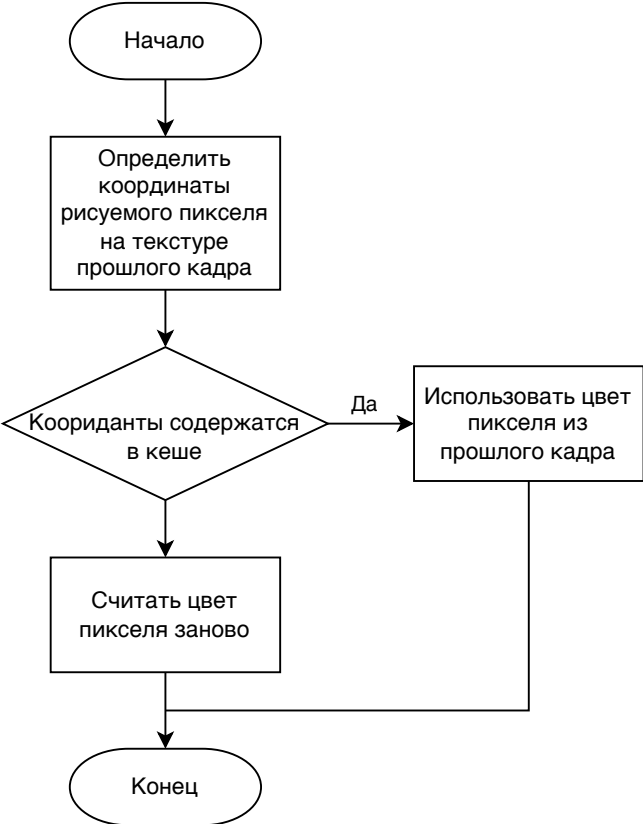 Начало
Определить
координаты
рисуемого пикселя
на текстуре
прошлого кадра
Коориданты содержатся
в кеше
Да
Использовать цвет
пикселя из
прошлого кадра
Считать цвет
пикселя заново
Конец